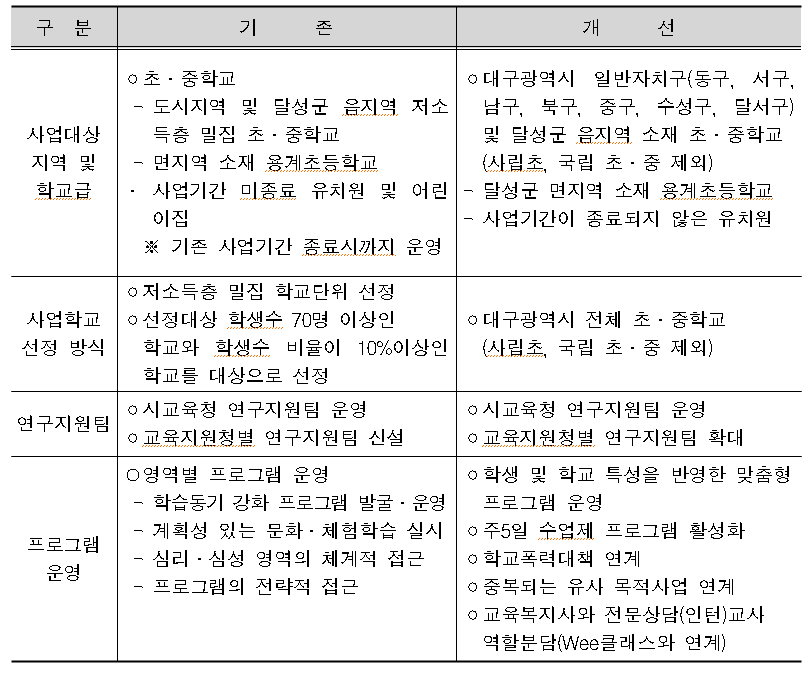 구 분
기 존
개 선
사업대상
지역 및
학교급
○초·중학교
- 도시지역 및 달성군 읍지역 저소
득층 밀집 초·중학교
- 면지역 소재 용계초등학교
· 사업기간 미종료 유치원 및 어린
이집
※ 기존 사업기간 종료시까지 운영
○대구광역시 일반자치구(동구, 서구,
남구, 북구, 중구, 수성구, 달서구)
및 달성군 읍지역 소재 초·중학교
(사립초, 국립 초·중 제외)
- 달성군 면지역 소재 용계초등학교
- 사업기간이 종료되지 않은 유치원
사업학교
선정 방식
○저소득층 밀집 학교단위 선정
○선정대상 학생수 70명 이상인
학교와 학생수 비율이 10%이상인
학교를 대상으로 선정
○대구광역시 전체 초·중학교
(사립초, 국립 초·중 제외)
연구지원팀
○시교육청 연구지원팀 운영
○교육지원청별 연구지원팀 신설
○시교육청 연구지원팀 운영
○교육지원청별 연구지원팀 확대
프로그램
운영
○영역별 프로그램 운영
- 학습동기 강화 프로그램 발굴·운영
- 계획성 있는 문화·체험학습 실시
- 심리·심성 영역의 체계적 접근
- 프로그램의 전략적 접근
○학생 및 학교 특성을 반영한 맞춤형
프로그램 운영
○주5일 수업제 프로그램 활성화
○학교폭력대책 연계
○중복되는 유사 목적사업 연계
○교육복지사와 전문상담(인턴)교사
역할분담(Wee클래스와 연계)